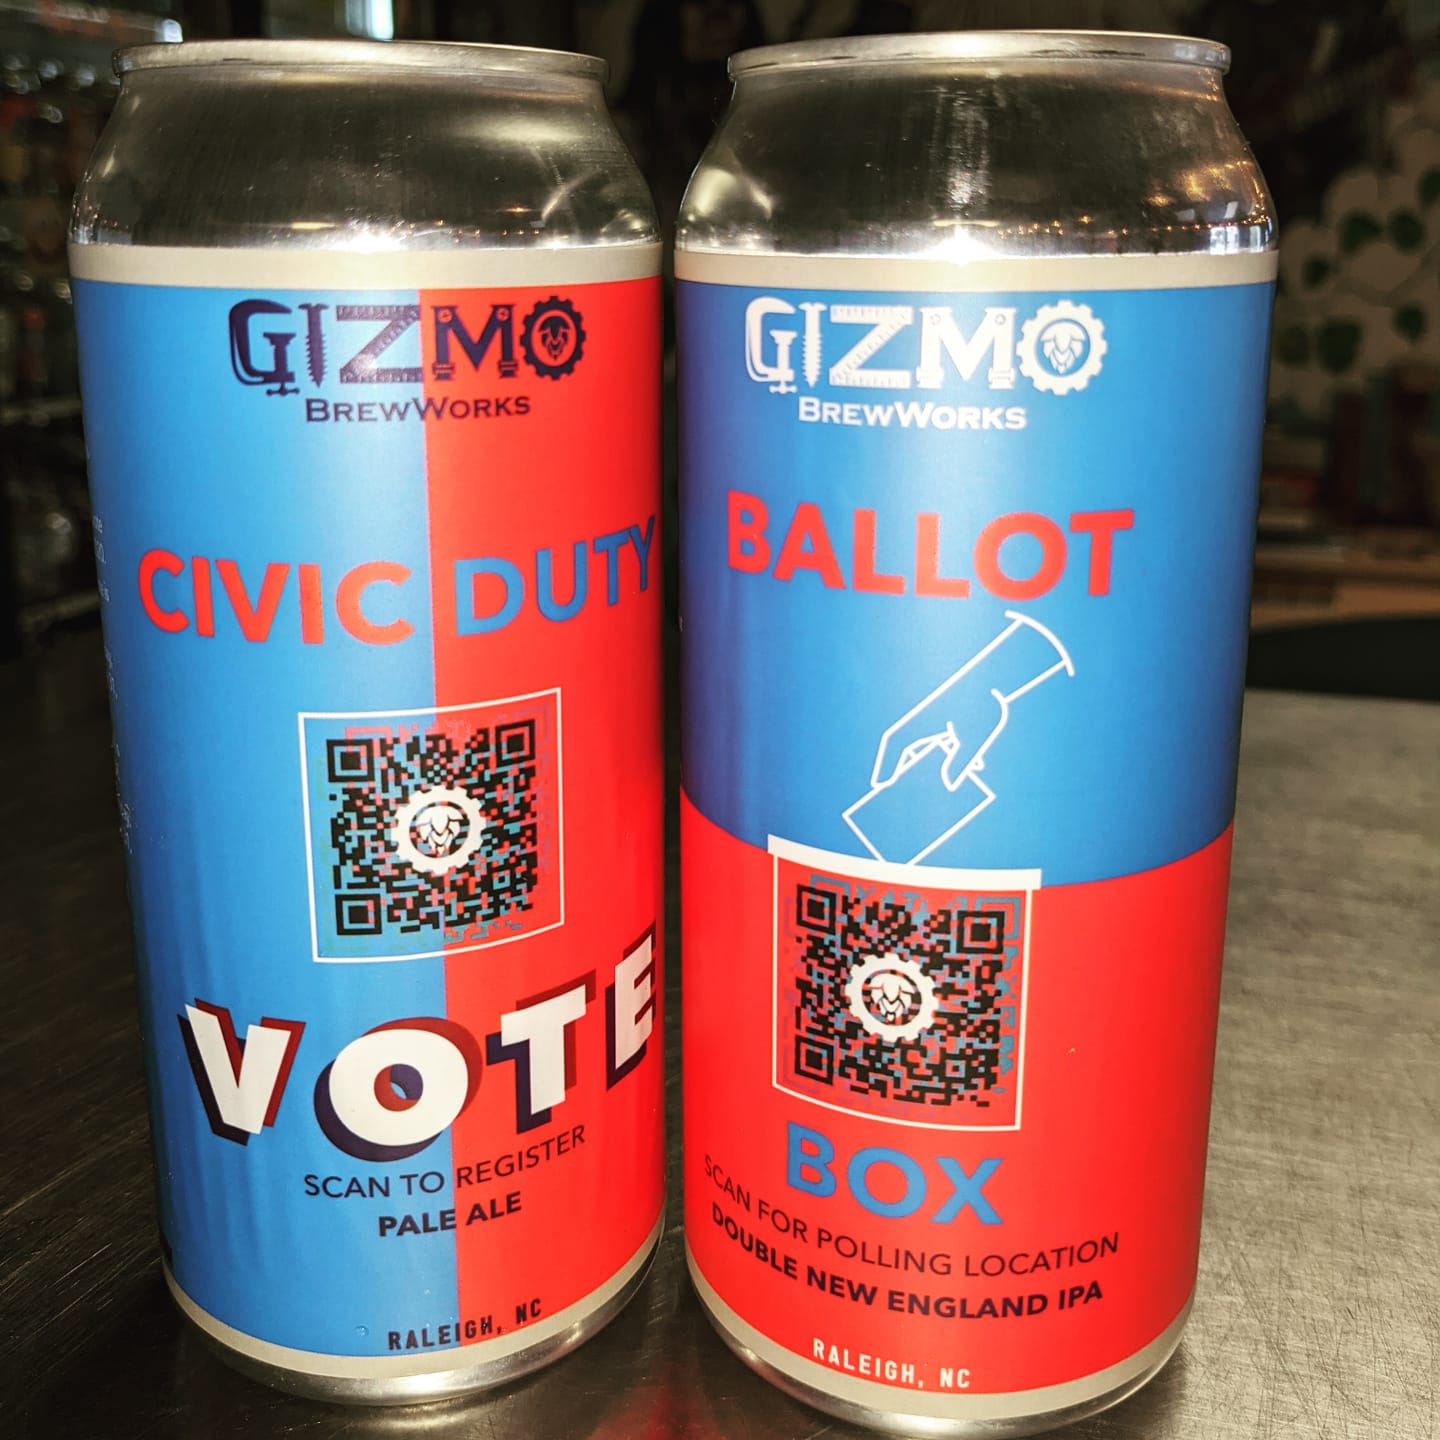 GIZMO
BREWWORKS
CIVIC DUTY
VOTE
SCAN TO REGISTER
PALE ALE
RALEIGH, NC
GIZMO
BREWWORKS
BALLOT
BOX
SCAN FOR POLLING LOCATION
DOUBLE NEW ENGLAND IPA
RALEIGH, NC